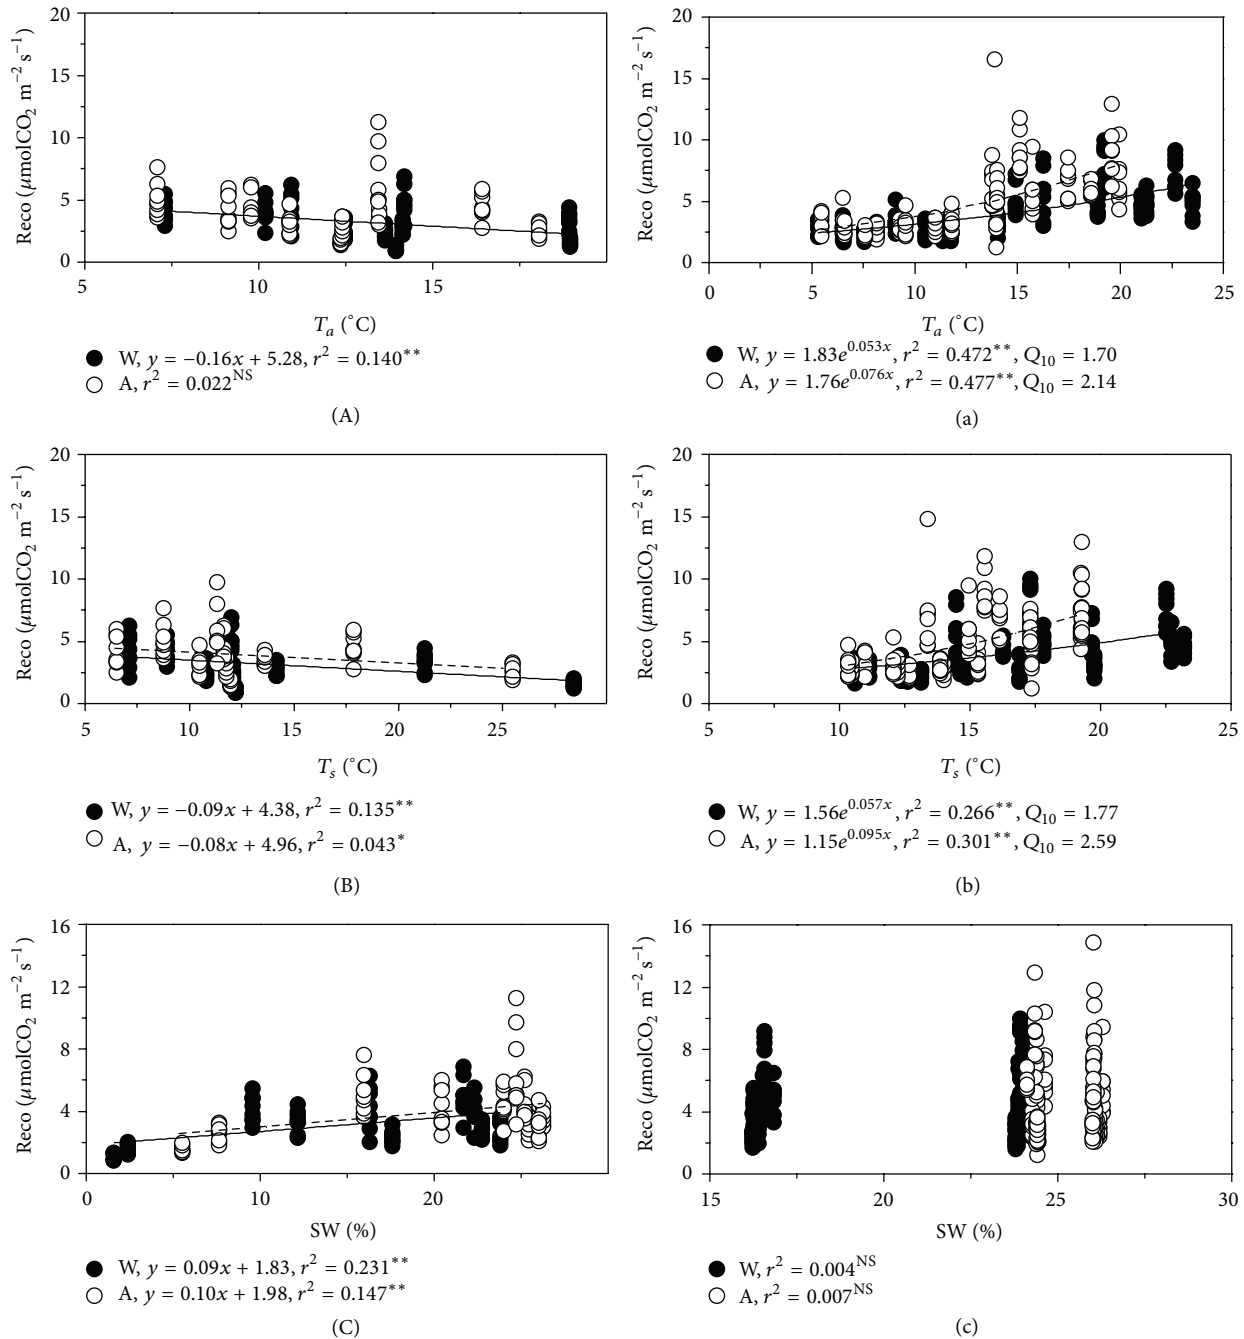 20
15
10
5
0
5
10
15
Reco (μmolCO₂ m⁻² s⁻¹)
Tₐ (°C)
W, y = −0.16x + 5.28, r² = 0.140**
A, r² = 0.022ᴺˢ
(A)
20
15
10
5
0
0
5
10
15
20
25
Reco (μmolCO₂ m⁻² s⁻¹)
Tₐ (°C)
W, y = 1.83e^0.053x, r² = 0.472**, Q₁₀ = 1.70
A, y = 1.76e^0.076x, r² = 0.477**, Q₁₀ = 2.14
(a)
20
15
10
5
0
5
10
15
20
25
Reco (μmolCO₂ m⁻² s⁻¹)
Tₛ (°C)
W, y = −0.09x + 4.38, r² = 0.135**
A, y = −0.08x + 4.96, r² = 0.043*
(B)
20
15
10
5
0
5
10
15
20
25
Reco (μmolCO₂ m⁻² s⁻¹)
Tₛ (°C)
W, y = 1.56e^0.057x, r² = 0.266**, Q₁₀ = 1.77
A, y = 1.15e^0.095x, r² = 0.301**, Q₁₀ = 2.59
(b)
16
12
8
4
0
0
10
20
Reco (μmolCO₂ m⁻² s⁻¹)
SW (%)
W, y = 0.09x + 1.83, r² = 0.231**
A, y = 0.10x + 1.98, r² = 0.147**
(C)
16
12
8
4
0
15
20
25
30
Reco (μmolCO₂ m⁻² s⁻¹)
SW (%)
W, r² = 0.004ᴺˢ
A, r² = 0.007ᴺˢ
(c)